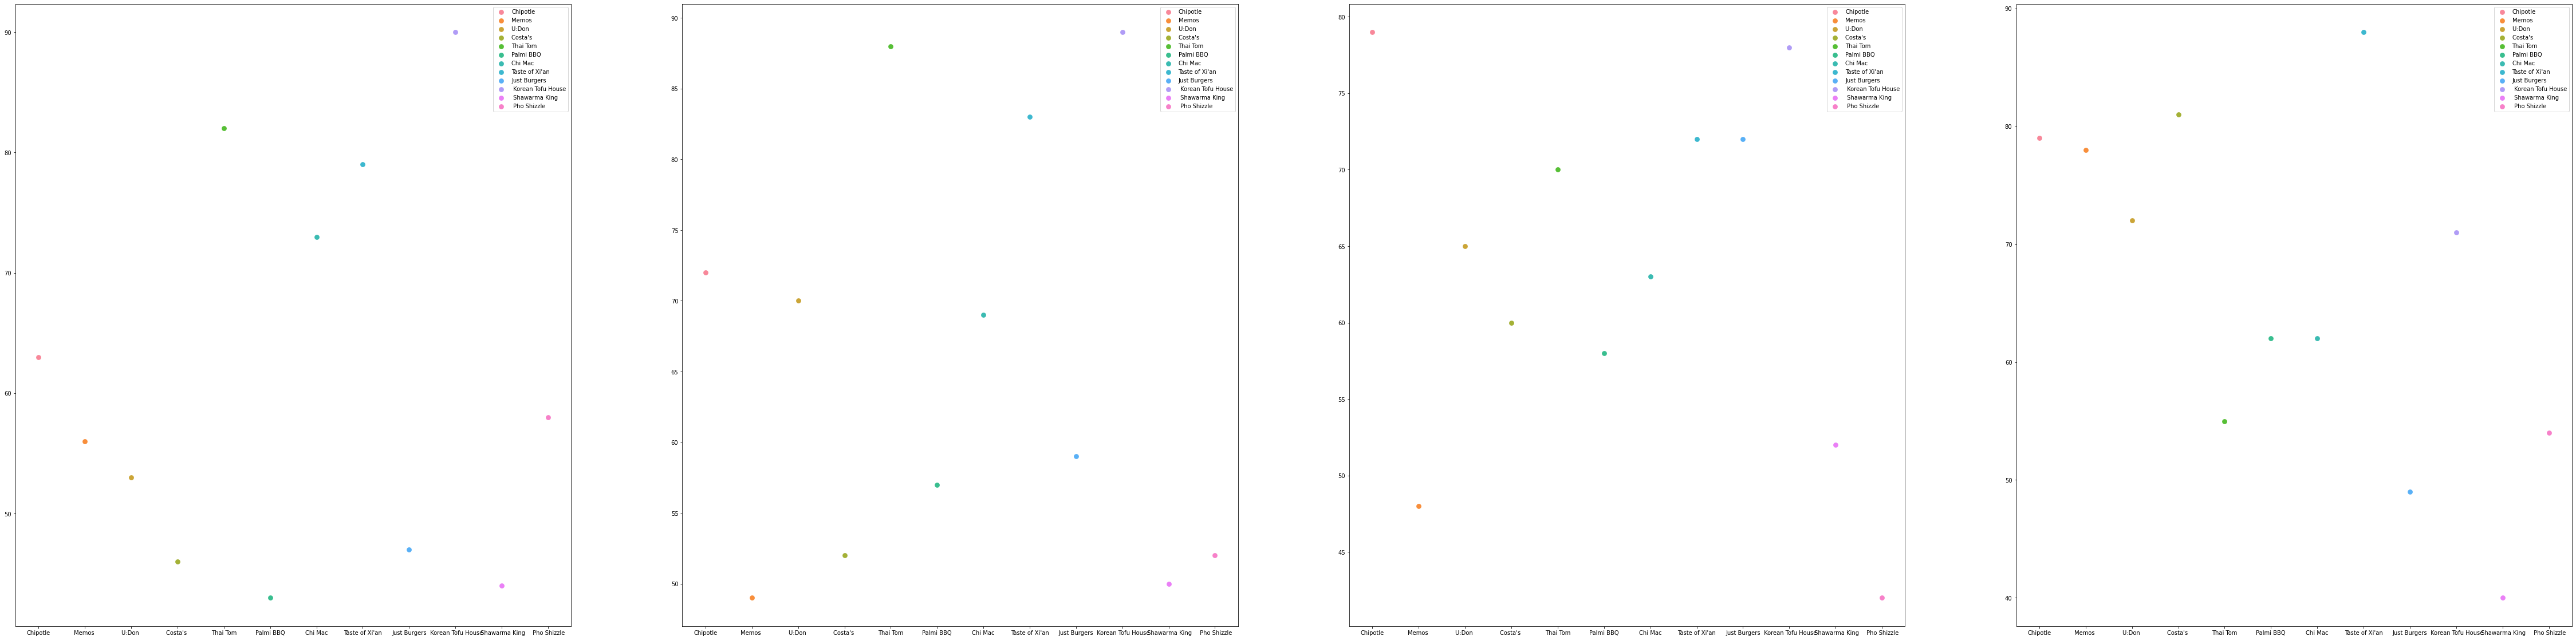 90
80
70
60
50
Chipotle
Memos
U:Don
Costa's
Thai Tom
Palmi BBQ
Chi Mac
Taste of Xi'an
Just Burgers
Korean Tofu House
Shawarma King
Pho Shizzle
Chipotle Memos U:Don Costa's Thai Tom Palmi BBQ Chi Mac Taste of Xi'an Just Burgers Korean Tofu House Shawarma King Pho Shizzle
90
85
80
75
70
65
60
55
50
Chipotle
Memos
U:Don
Costa's
Thai Tom
Palmi BBQ
Chi Mac
Taste of Xi'an
Just Burgers
Korean Tofu House
Shawarma King
Pho Shizzle
Chipotle Memos U:Don Costa's Thai Tom Palmi BBQ Chi Mac Taste of Xi'an Just Burgers Korean Tofu House Shawarma King Pho Shizzle
80
75
70
65
60
55
50
45
Chipotle
Memos
U:Don
Costa's
Thai Tom
Palmi BBQ
Chi Mac
Taste of Xi'an
Just Burgers
Korean Tofu House
Shawarma King
Pho Shizzle
Chipotle Memos U:Don Costa's Thai Tom Palmi BBQ Chi Mac Taste of Xi'an Just Burgers Korean Tofu House Shawarma King Pho Shizzle
90
80
70
60
50
40
Chipotle
Memos
U:Don
Costa's
Thai Tom
Palmi BBQ
Chi Mac
Taste of Xi'an
Just Burgers
Korean Tofu House
Shawarma King
Pho Shizzle
Chipotle Memos U:Don Costa's Thai Tom Palmi BBQ Chi Mac Taste of Xi'an Just Burgers Korean Tofu House Shawarma King Pho Shizzle